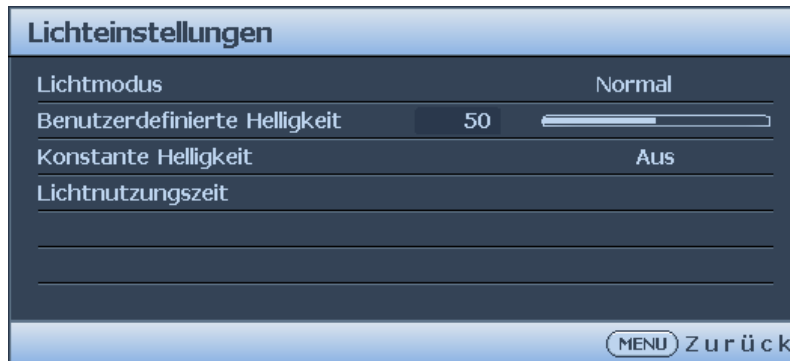 Lichteinstellungen
Lichtmodus Normal
Benutzerdefinierte Helligkeit 50
Konstante Helligkeit Aus
Lichtnutzungszeit
MENU Zurück